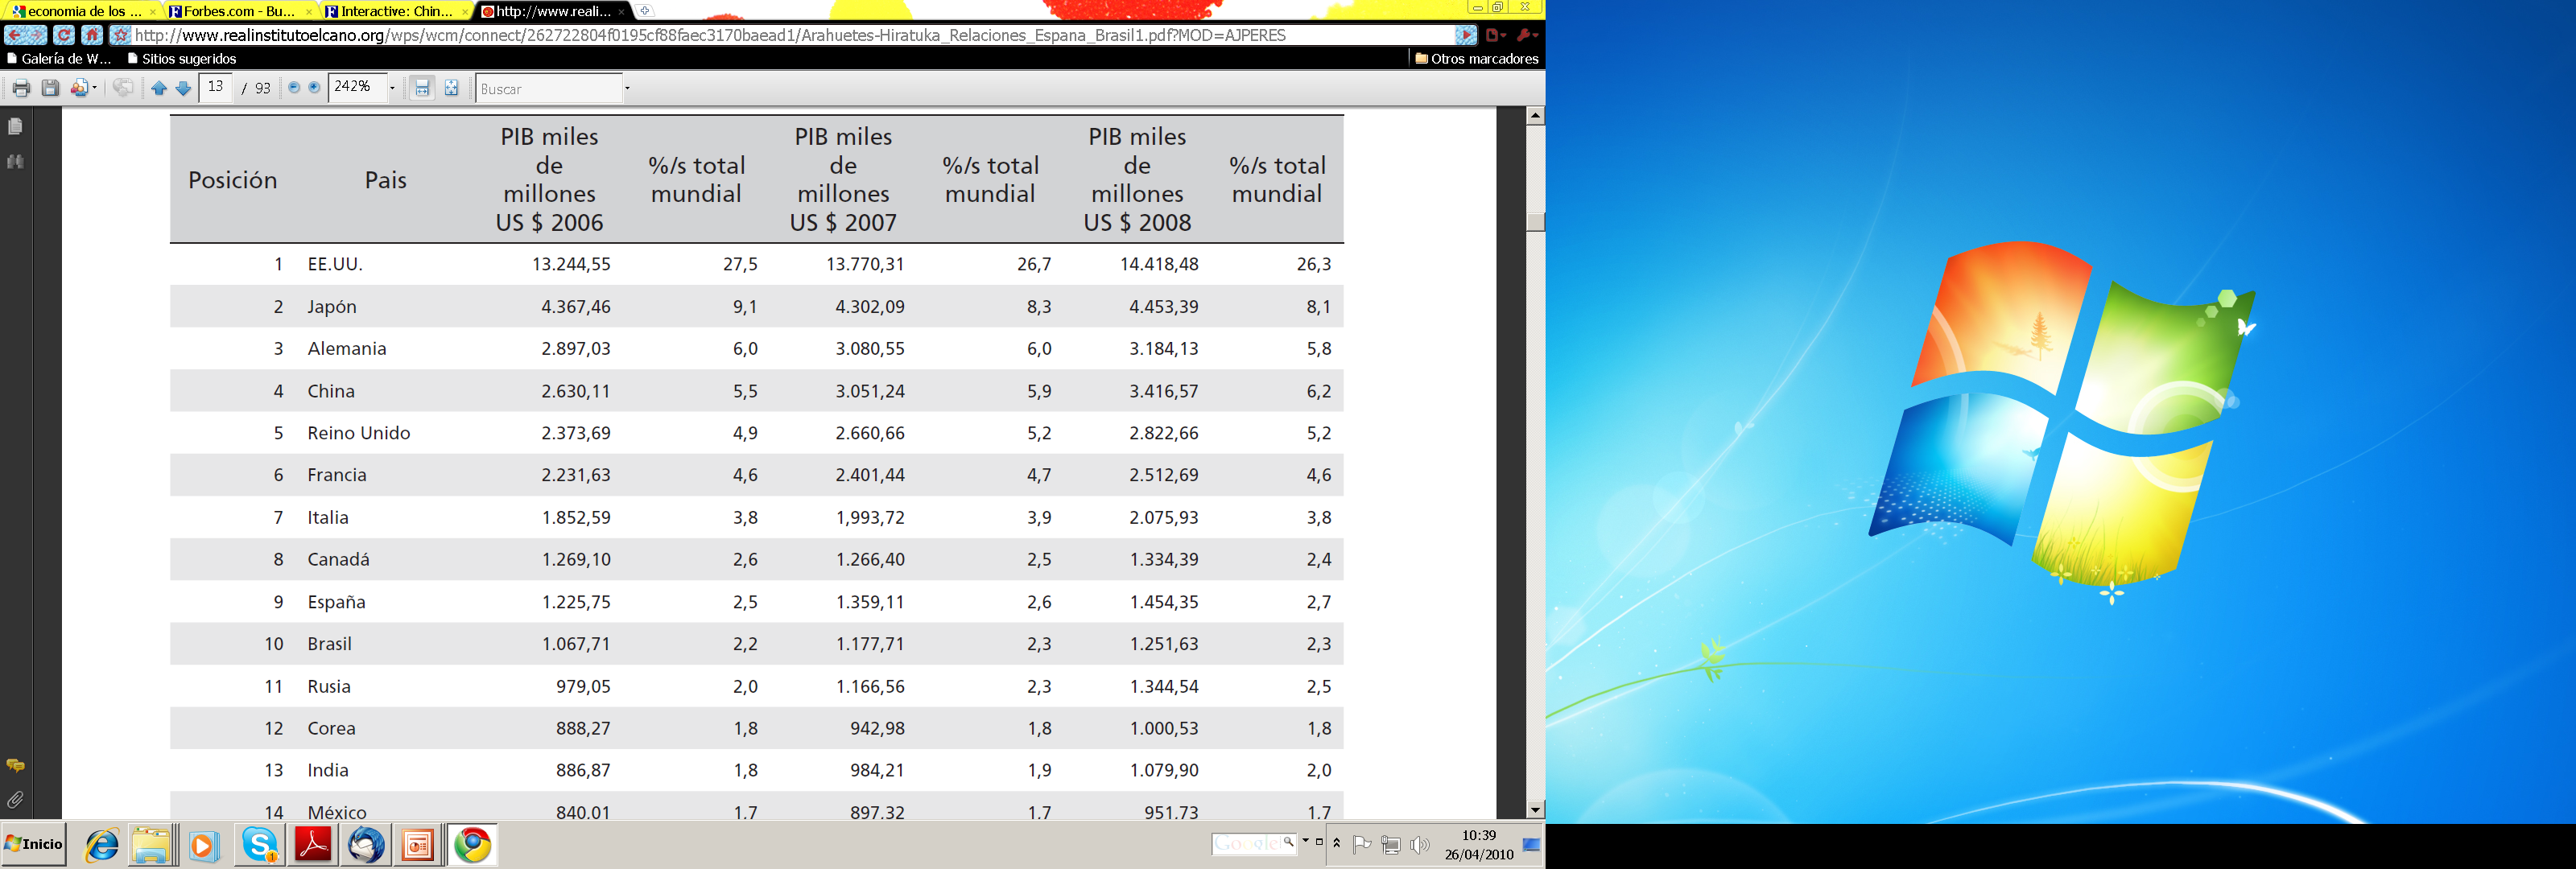 economia de los ...
Forbes.com - Bu...
Interactive: Chin...
http://www.reali...
http://www.realinstitutoelcano.org/wps/wcm/connect/262722804f0195cf88faec3170baead1/Arahuetes-Hiratuka_Relaciones_Espana_Brasil1.pdf?MOD=AJPERES
Galería de W... Sitios sugeridos Otros marcadores
13 / 93 242% Buscar
Posición Pais PIB miles de millones US $ 2006 %/s total mundial PIB miles de millones US $ 2007 %/s total mundial PIB miles de millones US $ 2008 %/s total mundial
1 EE.UU. 13.244,55 27,5 13.770,31 26,7 14.418,48 26,3
2 Japón 4.367,46 9,1 4.302,09 8,3 4.453,39 8,1
3 Alemania 2.897,03 6,0 3.080,55 6,0 3.184,13 5,8
4 China 2.630,11 5,5 3.051,24 5,9 3.416,57 6,2
5 Reino Unido 2.373,69 4,9 2.660,66 5,2 2.822,66 5,2
6 Francia 2.231,63 4,6 2.401,44 4,7 2.512,69 4,6
7 Italia 1.852,59 3,8 1,993,72 3,9 2.075,93 3,8
8 Canadá 1.269,10 2,6 1.266,40 2,5 1.334,39 2,4
9 España 1.225,75 2,5 1.359,11 2,6 1.454,35 2,7
10 Brasil 1.067,71 2,2 1.177,71 2,3 1.251,63 2,3
11 Rusia 979,05 2,0 1.166,56 2,3 1.344,54 2,5
12 Corea 888,27 1,8 942,98 1,8 1.000,53 1,8
13 India 886,87 1,8 984,21 1,9 1.079,90 2,0
14 México 840,01 1,7 897,32 1,7 951,73 1,7
Inicio
Google
10:39
26/04/2010